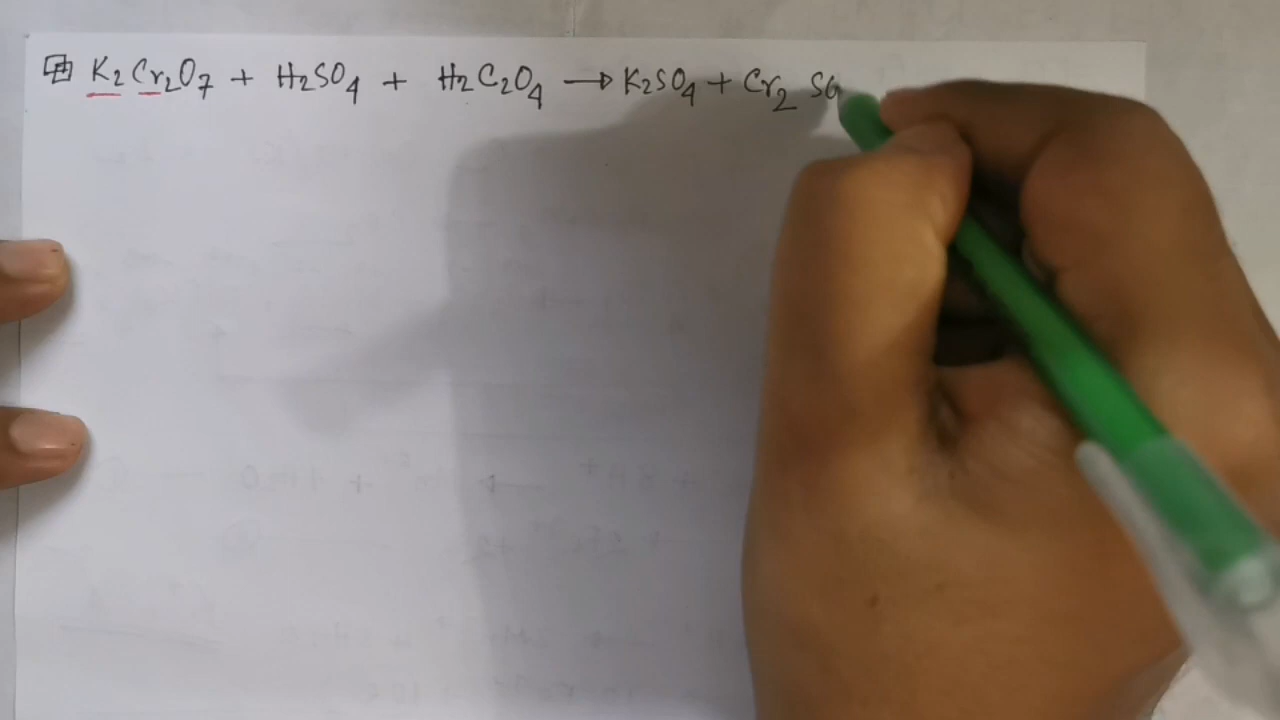 K₂Cr₂O₇ + H₂SO₄ + H₂C₂O₄ → K₂SO₄ + Cr₂ SO